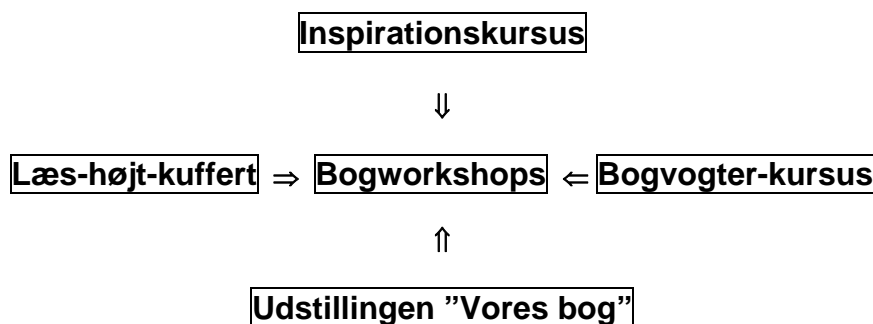 Inspirationskursus
⇓
Læs-højt-kuffert ⇒ Bogworkshops ⇐ Bogvogter-kursus
⇑
Udstillingen ”Vores bog”